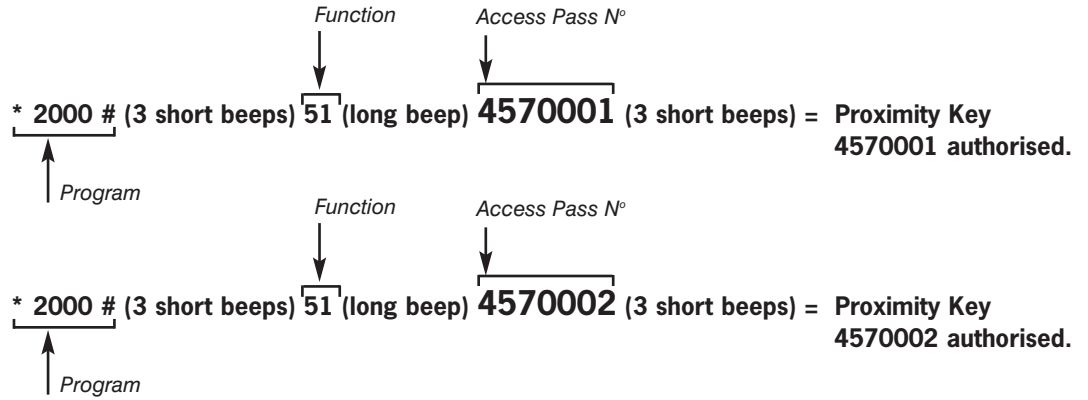 Function Access Pass Nº
* 2000 # (3 short beeps) 51 (long beep) 4570001 (3 short beeps) = Proximity Key
4570001 authorised.
Program
Function Access Pass Nº
* 2000 # (3 short beeps) 51 (long beep) 4570002 (3 short beeps) = Proximity Key
4570002 authorised.
Program